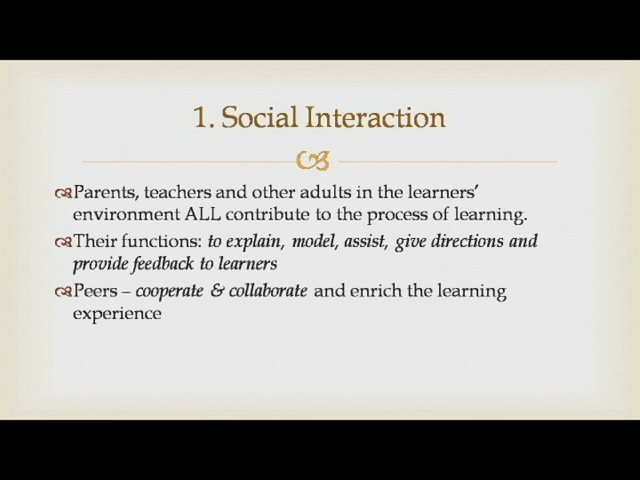 1. Social Interaction
Parents, teachers and other adults in the learners'
environment ALL contribute to the process of learning.
Their functions: to explain, model, assist, give directions and
provide feedback to learners
Peers – cooperate & collaborate and enrich the learning
experience